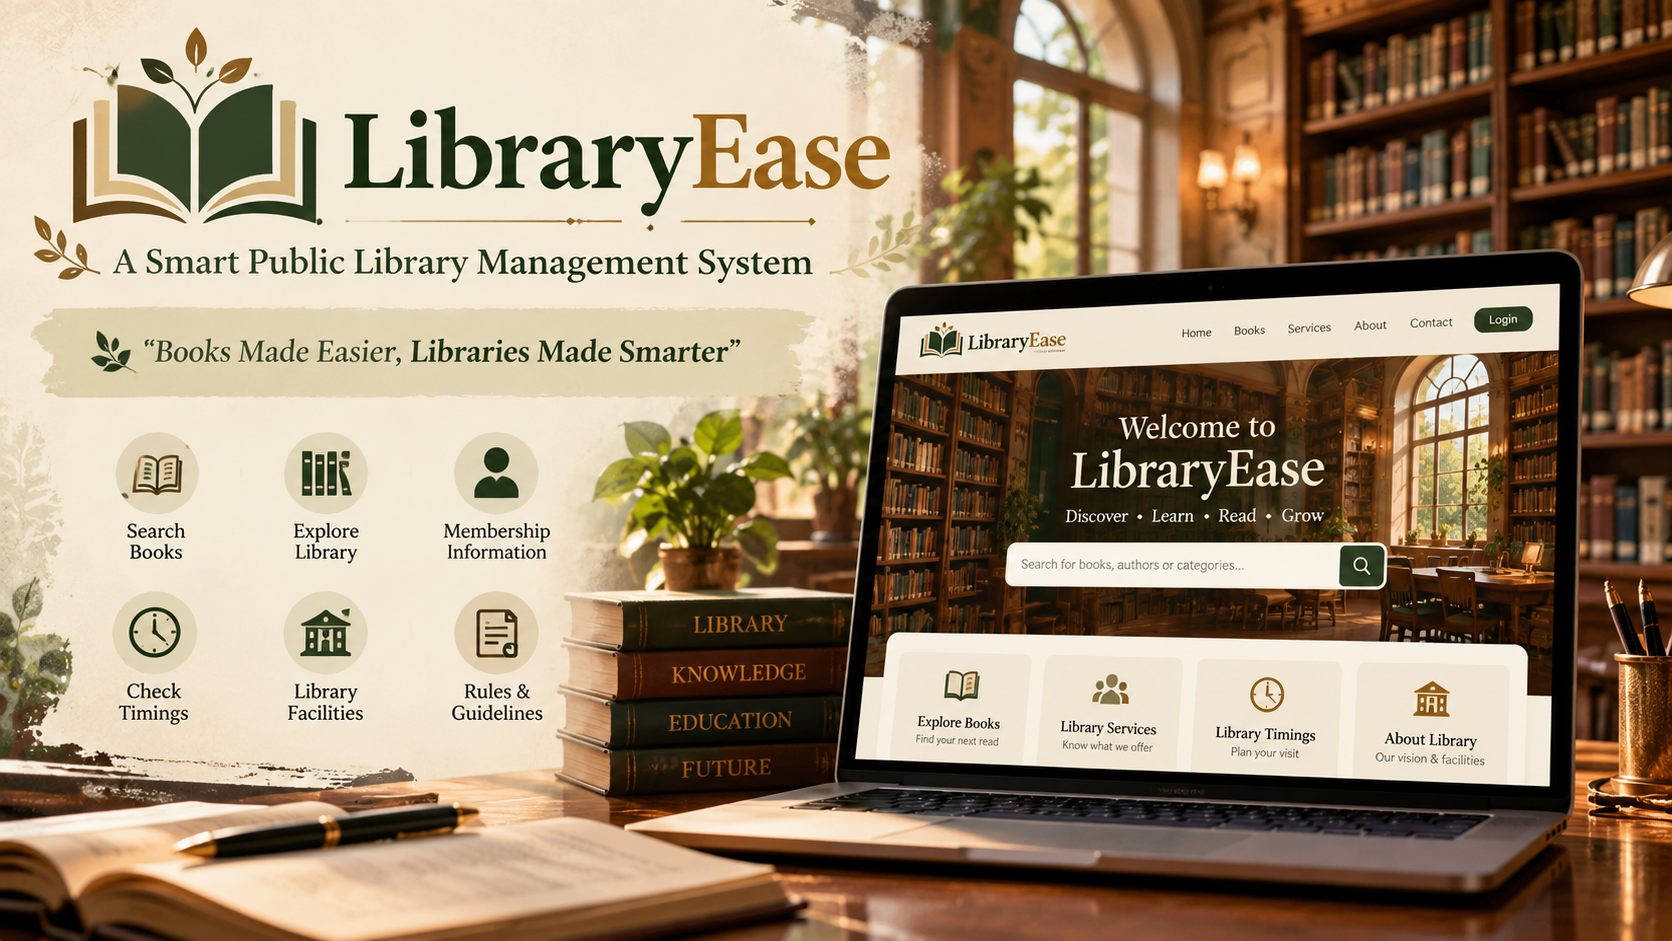 LibraryEase
A Smart Public Library Management System
“Books Made Easier, Libraries Made Smarter”
Search
Books
Explore
Library
Membership
Information
Check
Timings
Library
Facilities
Rules &
Guidelines
LIBRARY
KNOWLEDGE
EDUCATION
FUTURE
LibraryEase
Home
Books
Services
About
Contact
Login
Welcome to
LibraryEase
Discover • Learn • Read • Grow
Search for books, authors or categories...
Explore Books
Find your next read
Library Services
Know what we offer
Library Timings
Plan your visit
About Library
Our vision & facilities